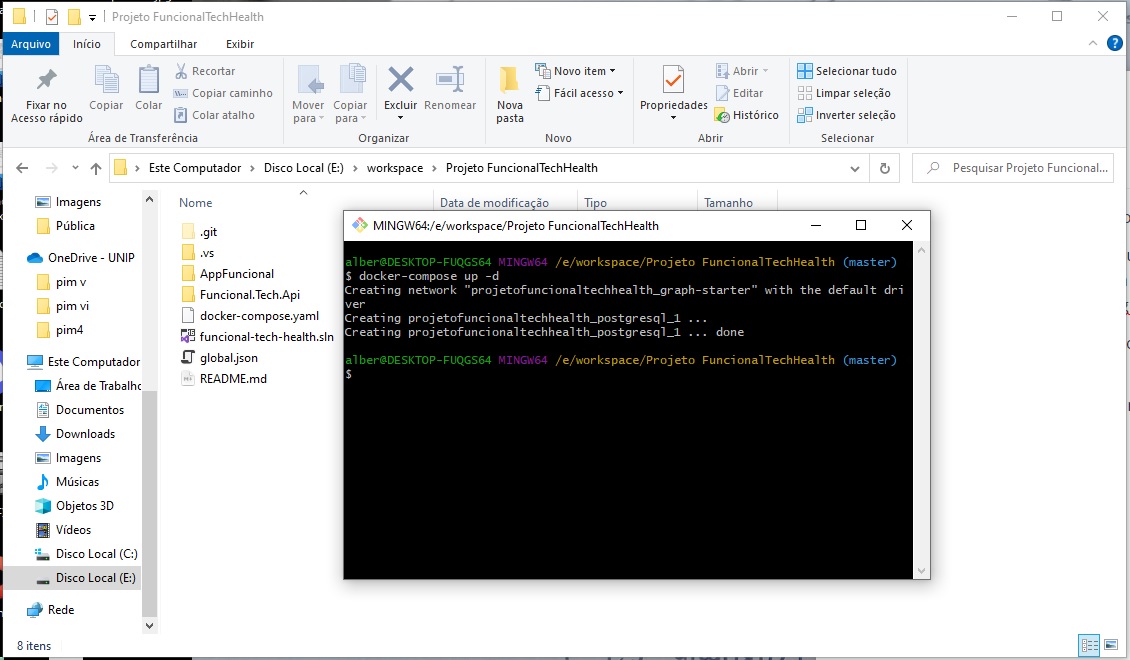 Projeto FuncionalTechHealth
Arquivo Início Compartilhar Exibir
Fixar no Acesso rápido
Copiar
Colar
Recortar
Copiar caminho
Colar atalho
Área de Transferência
Mover para
Copiar para
Excluir
Renomear
Organizar
Nova pasta
Novo item
Fácil acesso
Novo
Propriedades
Abrir
Editar
Histórico
Abrir
Selecionar tudo
Limpar seleção
Inverter seleção
Selecionar
Este Computador > Disco Local (E:) > workspace > Projeto FuncionalTechHealth
Pesquisar Projeto Funcional...
Imagens
Pública
OneDrive - UNIP
pim v
pim vi
pim4
Este Computador
Área de Trabalho
Documentos
Downloads
Imagens
Músicas
Objetos 3D
Vídeos
Disco Local (C:)
Disco Local (E:)
Rede
Nome Data de modificação Tipo Tamanho
.git
.vs
AppFuncional
Funcional.Tech.Api
docker-compose.yaml
funcional-tech-health.sln
global.json
README.md
MINGW64:/e/workspace/Projeto FuncionalTechHealth
alber@DESKTOP-FUQGS64 MINGW64 /e/workspace/Projeto FuncionalTechHealth (master)
$ docker-compose up -d
Creating network "projetofuncionaltechhealth_graph-starter" with the default dri
ver
Creating projetofuncionaltechhealth_postgresql_1 ...
Creating projetofuncionaltechhealth_postgresql_1 ... done
alber@DESKTOP-FUQGS64 MINGW64 /e/workspace/Projeto FuncionalTechHealth (master)
$
8 itens